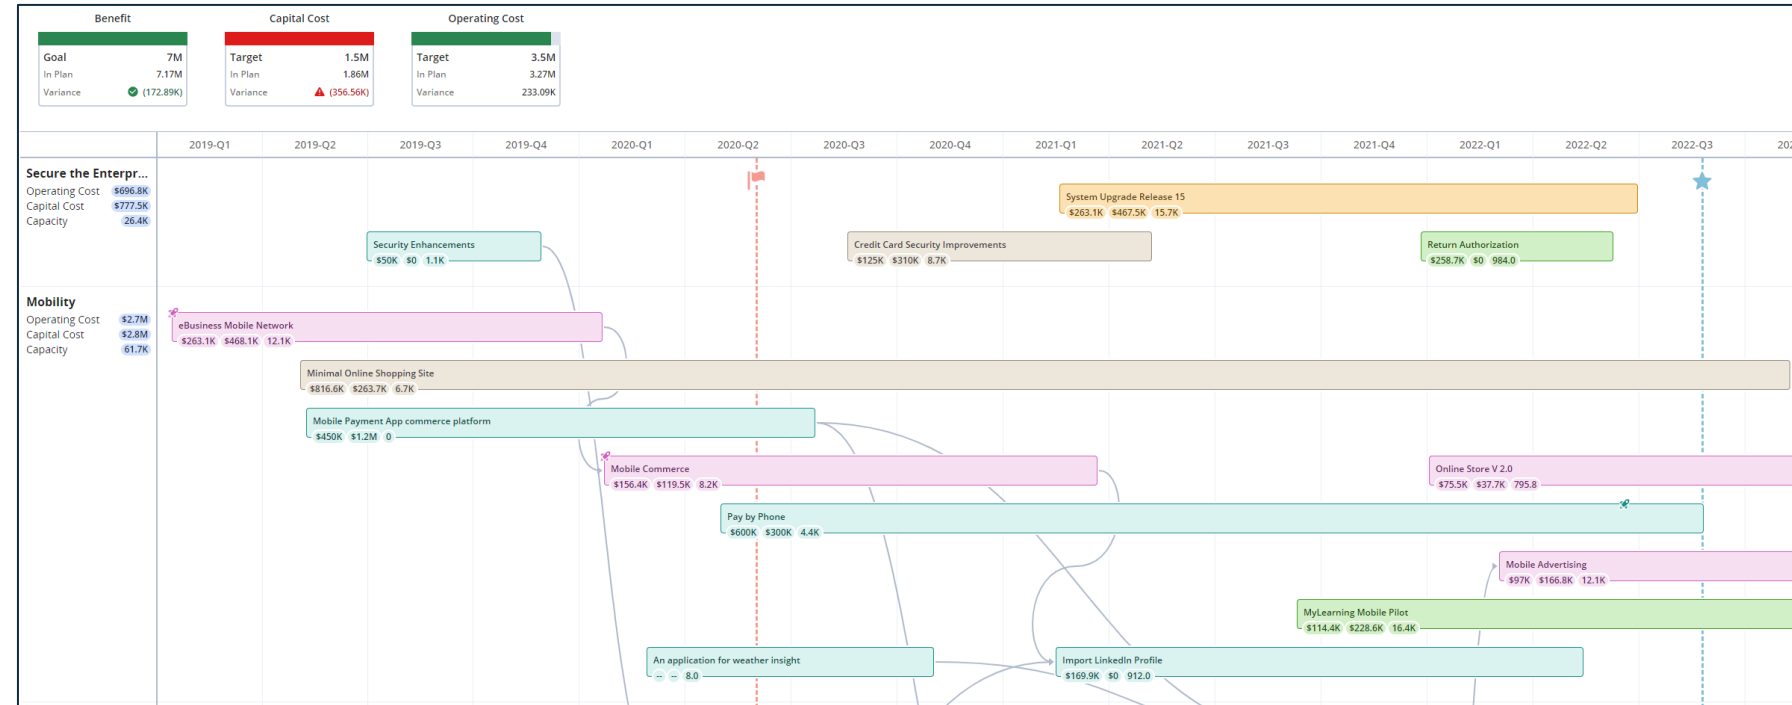 Benefit Capital Cost Operating Cost
Goal 7M Target 1.5M Target 3.5M
In Plan 7.17M In Plan 1.86M In Plan 3.27M
Variance (172.89K) Variance (356.56K) Variance 233.09K
2019-Q1 2019-Q2 2019-Q3 2019-Q4 2020-Q1 2020-Q2 2020-Q3 2020-Q4 2021-Q1 2021-Q2 2021-Q3 2021-Q4 2022-Q1 2022-Q2 2022-Q3 202
Secure the Enterpr...
Operating Cost $696.8K
Capital Cost $777.5K
Capacity 26.4K
System Upgrade Release 15
$263.1K $467.5K 15.7K
Security Enhancements
$50K $0 1.1K
Credit Card Security Improvements
$125K $310K 8.7K
Return Authorization
$258.7K $0 984.0
Mobility
Operating Cost $2.7M
Capital Cost $2.8M
Capacity 61.7K
eBusiness Mobile Network
$263.1K $468.1K 12.1K
Minimal Online Shopping Site
$816.6K $263.7K 6.7K
Mobile Payment App commerce platform
$450K $1.2M 0
Mobile Commerce
$156.4K $119.5K 8.2K
Online Store V 2.0
$75.5K $37.7K 795.8
Pay by Phone
$600K $300K 4.4K
Mobile Advertising
$97K $166.8K 12.1K
MyLearning Mobile Pilot
$114.4K $228.6K 16.4K
An application for weather insight
-- -- 8.0
Import LinkedIn Profile
$169.9K $0 912.0